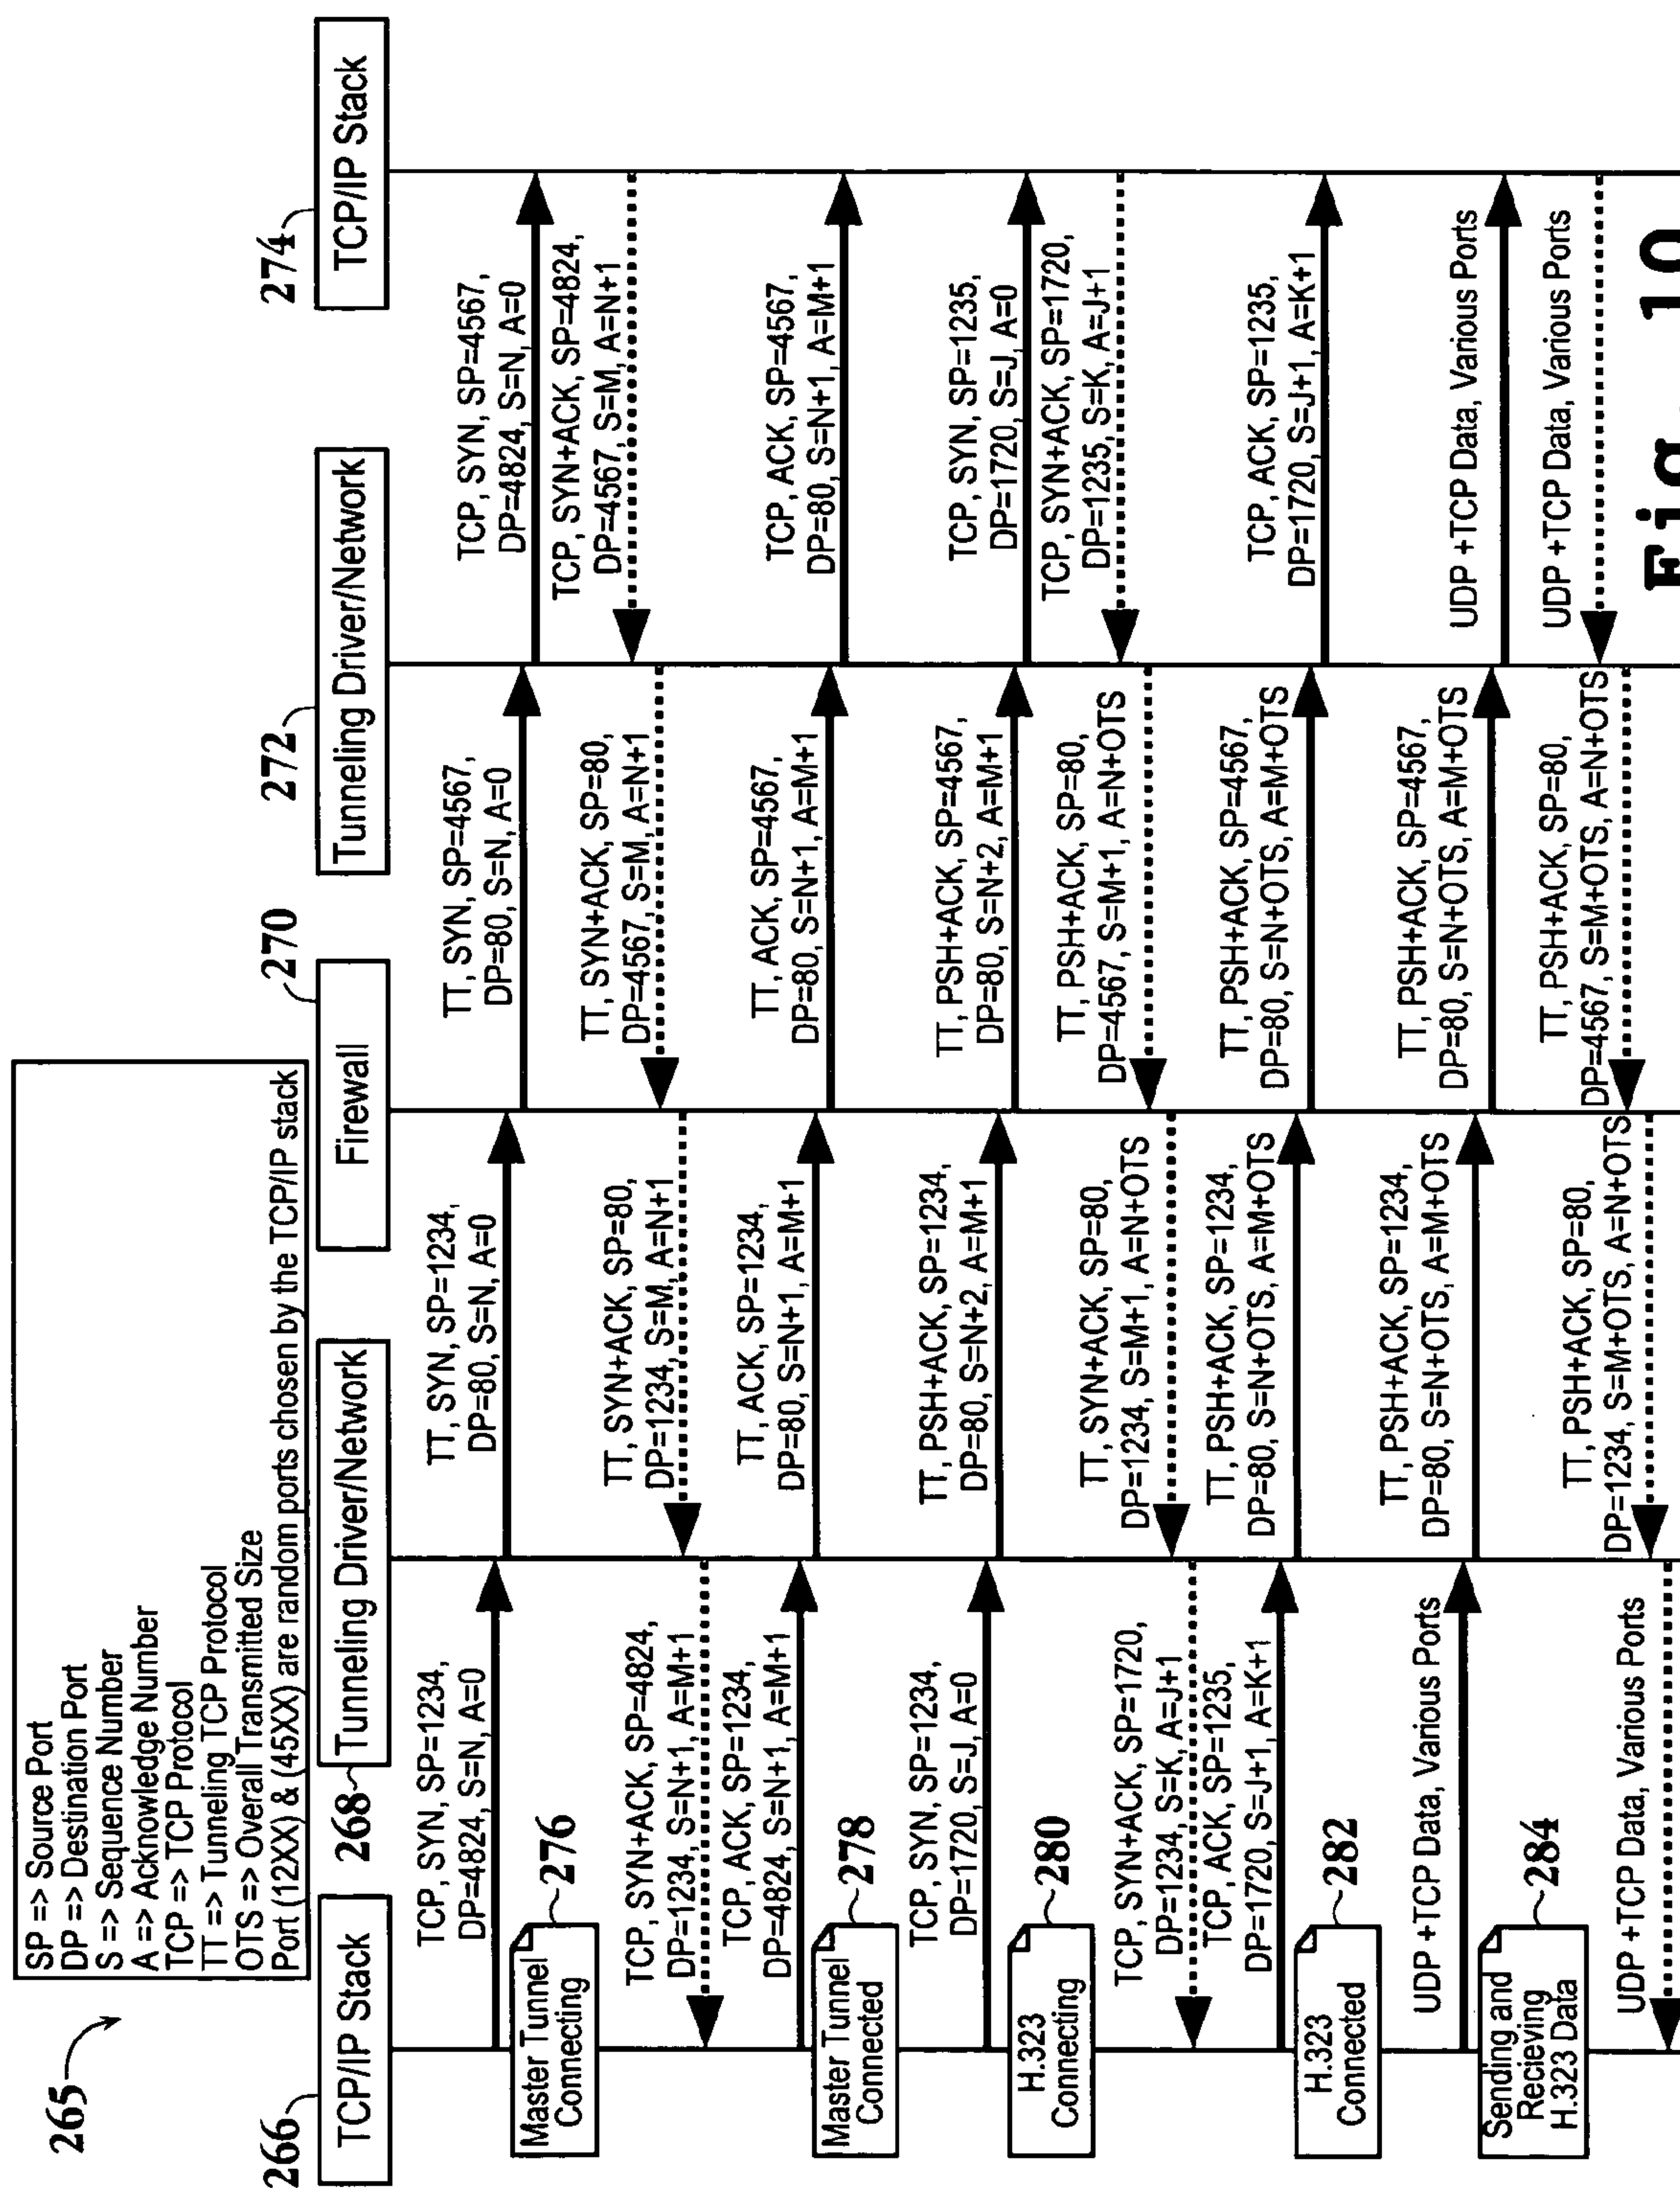 265
SP => Source Port
DP => Destination Port
S => Sequence Number
A => Acknowledge Number
TCP => TCP Protocol
TT => Tunneling TCP Protocol
OTS => Overall Transmitted Size
Port (12XX) & (45XX) are random ports chosen by the TCP/IP stack
266
TCP/IP Stack
268
Tunneling Driver/Network
270
Firewall
272
Tunneling Driver/Network
274
TCP/IP Stack
TCP, SYN, SP=1234,
DP=4824, S=N, A=0
TT, SYN, SP=1234,
DP=80, S=N, A=0
TT, SYN, SP=4567,
DP=80, S=N, A=0
TCP, SYN, SP=4567,
DP=4824, S=N, A=0
Master Tunnel
Connecting
276
TCP, SYN+ACK, SP=4824,
DP=4567, S=M, A=N+1
TT, SYN+ACK, SP=80,
DP=4567, S=M, A=N+1
TT, SYN+ACK, SP=80,
DP=1234, S=M, A=N+1
TCP, SYN+ACK, SP=4824,
DP=1234, S=N+1, A=M+1
TCP, ACK, SP=1234,
DP=4824, S=N+1, A=M+1
TT, ACK, SP=1234,
DP=80, S=N+1, A=M+1
TT, ACK, SP=4567,
DP=80, S=N+1, A=M+1
TCP, ACK, SP=4567,
DP=80, S=N+1, A=M+1
Master Tunnel
Connected
278
TCP, SYN, SP=1234,
DP=1720, S=J, A=0
TT, PSH+ACK, SP=1234,
DP=80, S=N+2, A=M+1
TT, PSH+ACK, SP=4567,
DP=80, S=N+2, A=M+1
TCP, SYN, SP=1235,
DP=1720, S=J, A=0
H.323
Connecting
280
TCP, SYN+ACK, SP=1720,
DP=1235, S=K, A=J+1
TT, PSH+ACK, SP=80,
DP=4567, S=M+1, A=N+OTS
TT, SYN+ACK, SP=80,
DP=1234, S=M+1, A=N+OTS
TCP, SYN+ACK, SP=1720,
DP=1234, S=K, A=J+1
TCP, ACK, SP=1235,
DP=1720, S=J+1, A=K+1
TT, PSH+ACK, SP=1234,
DP=80, S=N+OTS, A=M+OTS
TT, PSH+ACK, SP=4567,
DP=80, S=N+OTS, A=M+OTS
TCP, ACK, SP=1235,
DP=1720, S=J+1, A=K+1
H.323
Connected
282
UDP +TCP Data, Various Ports
TT, PSH+ACK, SP=1234,
DP=80, S=N+OTS, A=M+OTS
TT, PSH+ACK, SP=4567,
DP=80, S=N+OTS, A=M+OTS
UDP +TCP Data, Various Ports
Sending and
Recieving
H.323 Data
284
UDP +TCP Data, Various Ports
TT, PSH+ACK, SP=80,
DP=4567, S=M+OTS, A=N+OTS
TT, PSH+ACK, SP=80,
DP=1234, S=M+OTS, A=N+OTS
UDP +TCP Data, Various Ports
Fig. 10